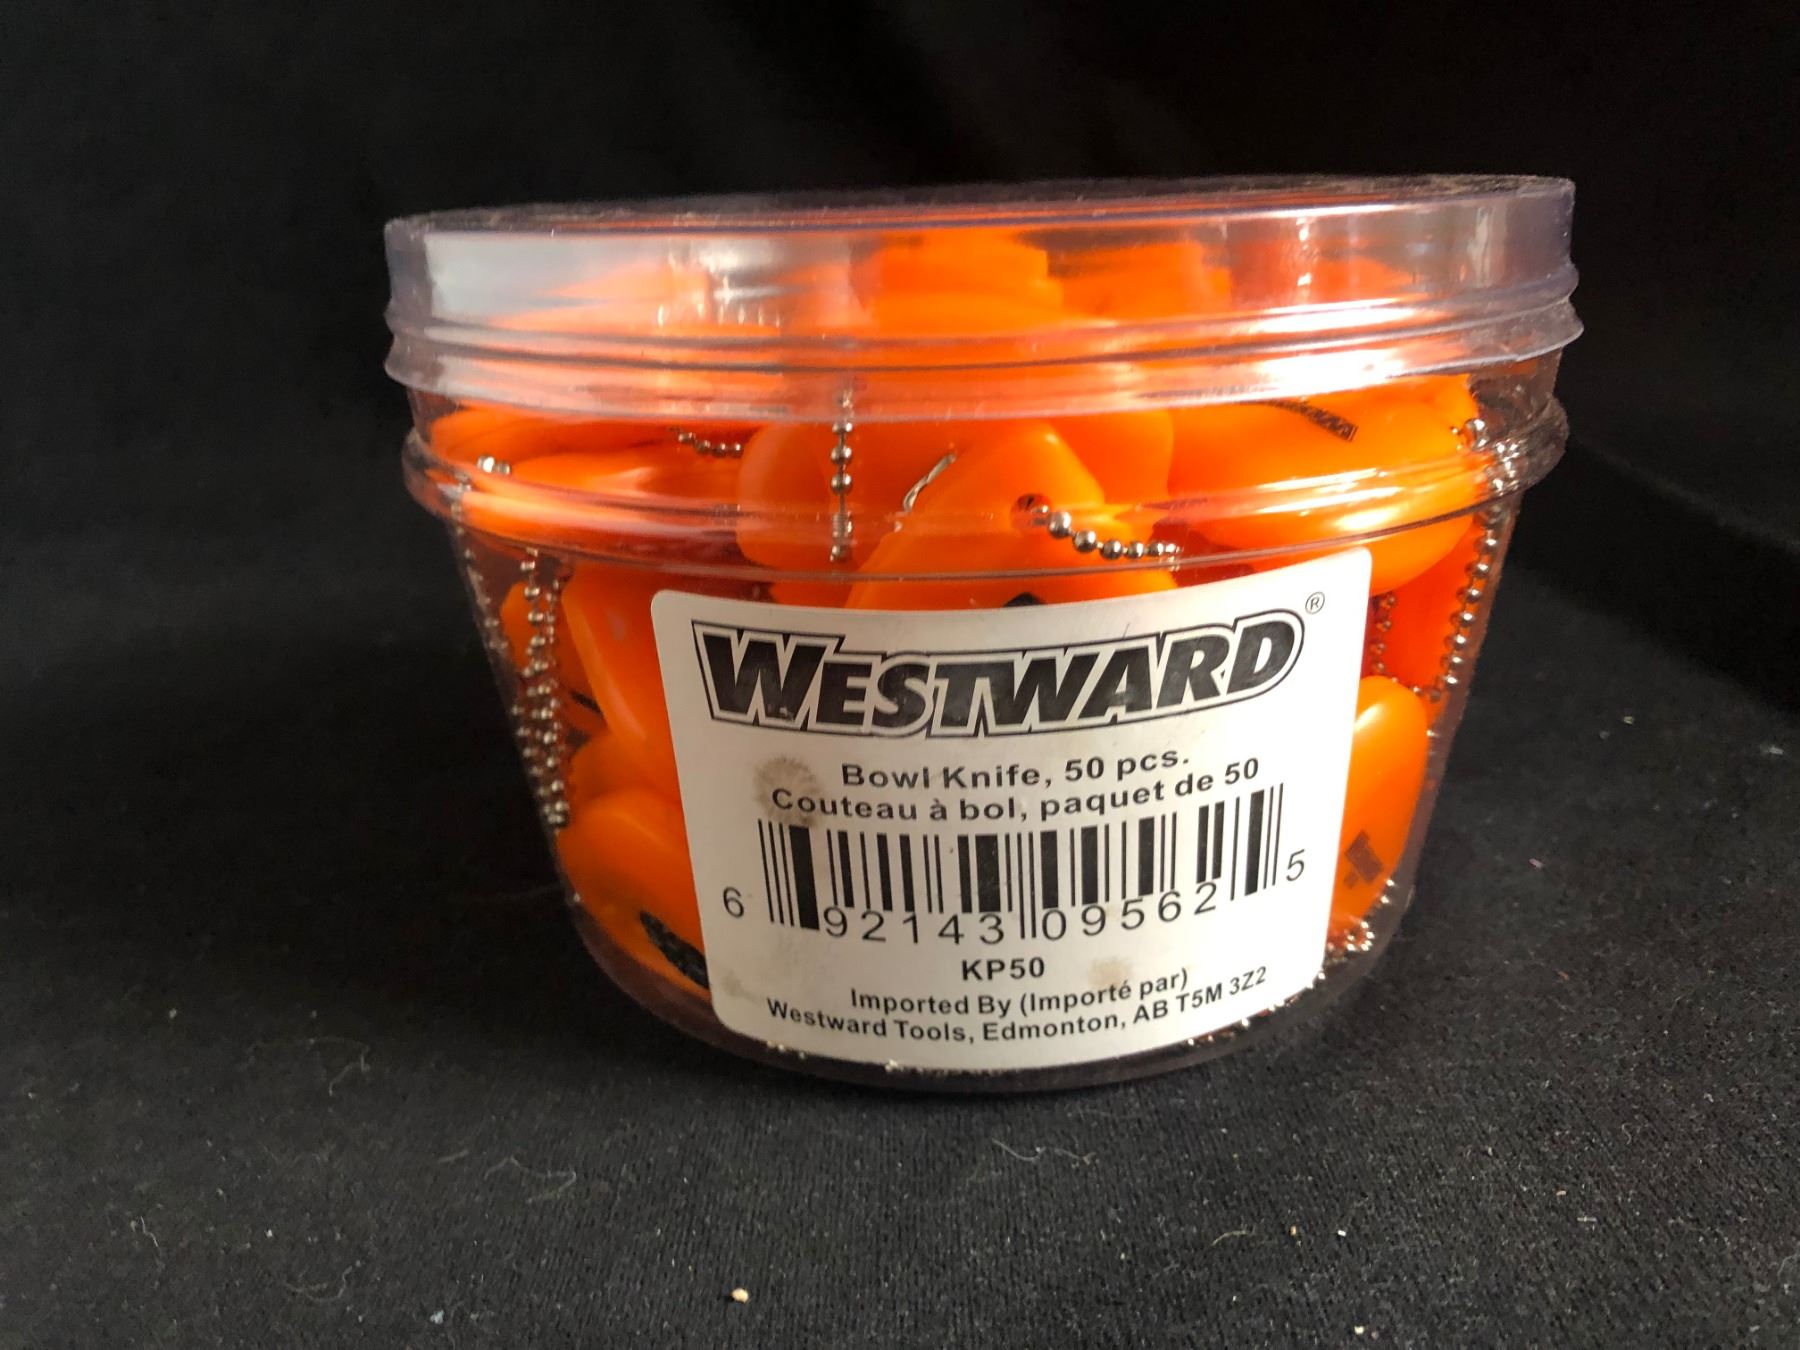 WESTWARD®
Bowl Knife, 50 pcs.
Couteau à bol, paquet de 50
6 92143 09562 5
KP50
Imported By (Importé par)
Westward Tools, Edmonton, AB T5M 3Z2